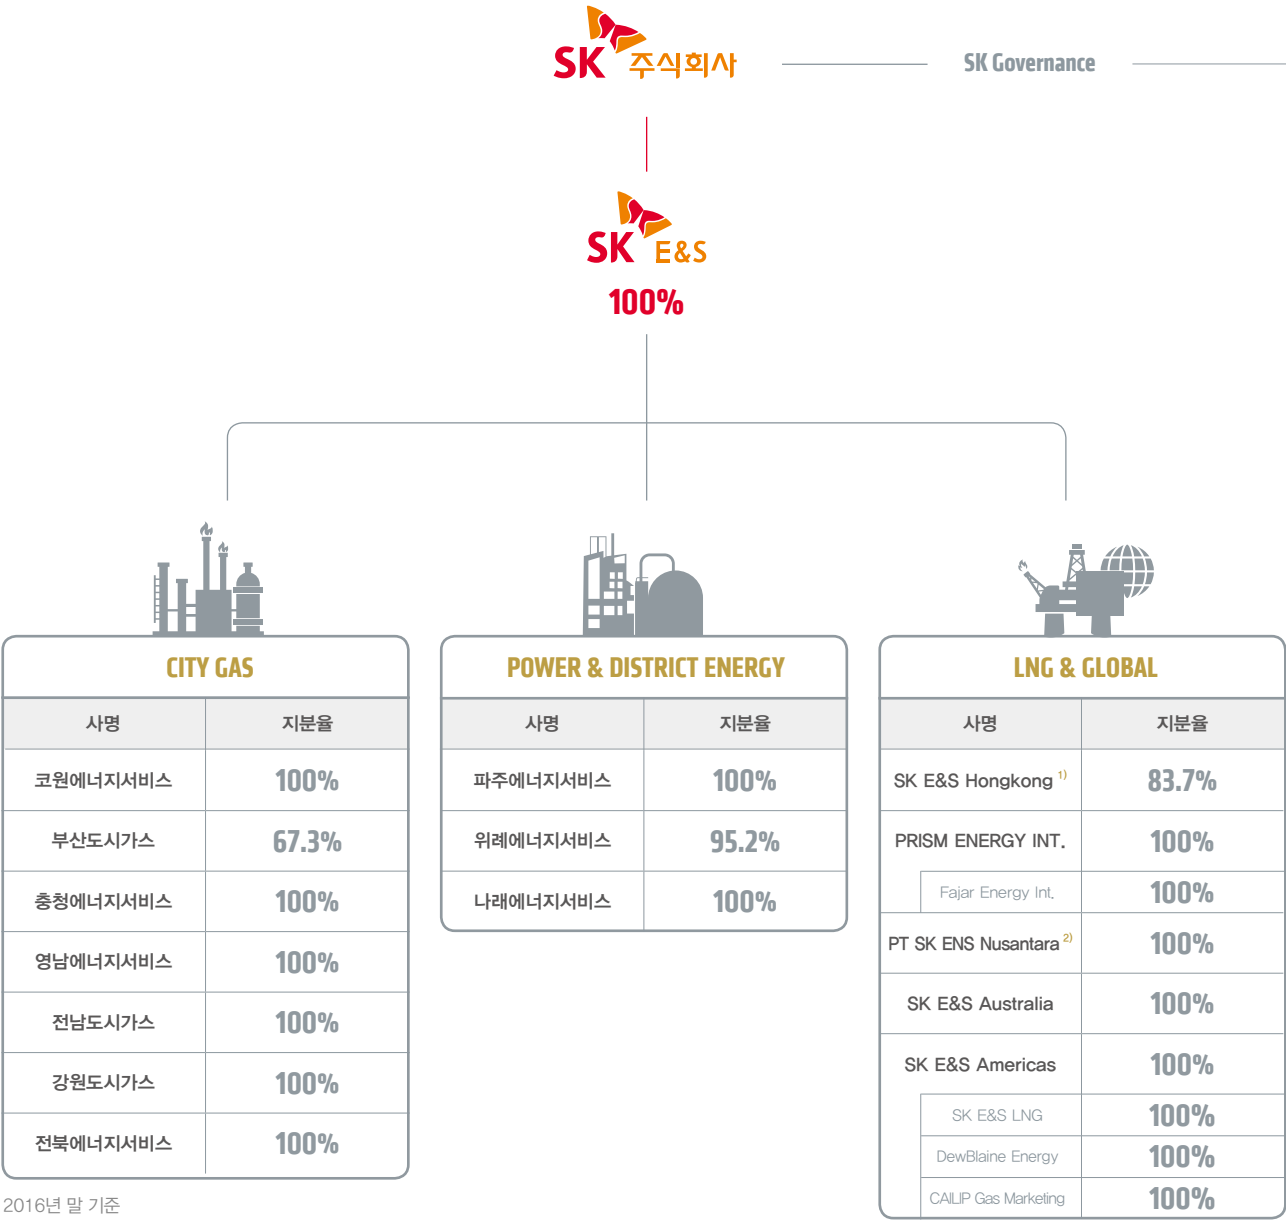 SK 주식회사
SK Governance
SK E&S
100%
CITY GAS
사명 지분율
코원에너지서비스 100%
부산도시가스 67.3%
충청에너지서비스 100%
영남에너지서비스 100%
전남도시가스 100%
강원도시가스 100%
전북에너지서비스 100%
2016년 말 기준
POWER & DISTRICT ENERGY
사명 지분율
파주에너지서비스 100%
위례에너지서비스 95.2%
나래에너지서비스 100%
LNG & GLOBAL
사명 지분율
SK E&S Hongkong 1) 83.7%
PRISM ENERGY INT. 100%
Fajar Energy Int. 100%
PT SK ENS Nusantara 2) 100%
SK E&S Australia 100%
SK E&S Americas 100%
SK E&S LNG 100%
DewBlaine Energy 100%
CAILIP Gas Marketing 100%